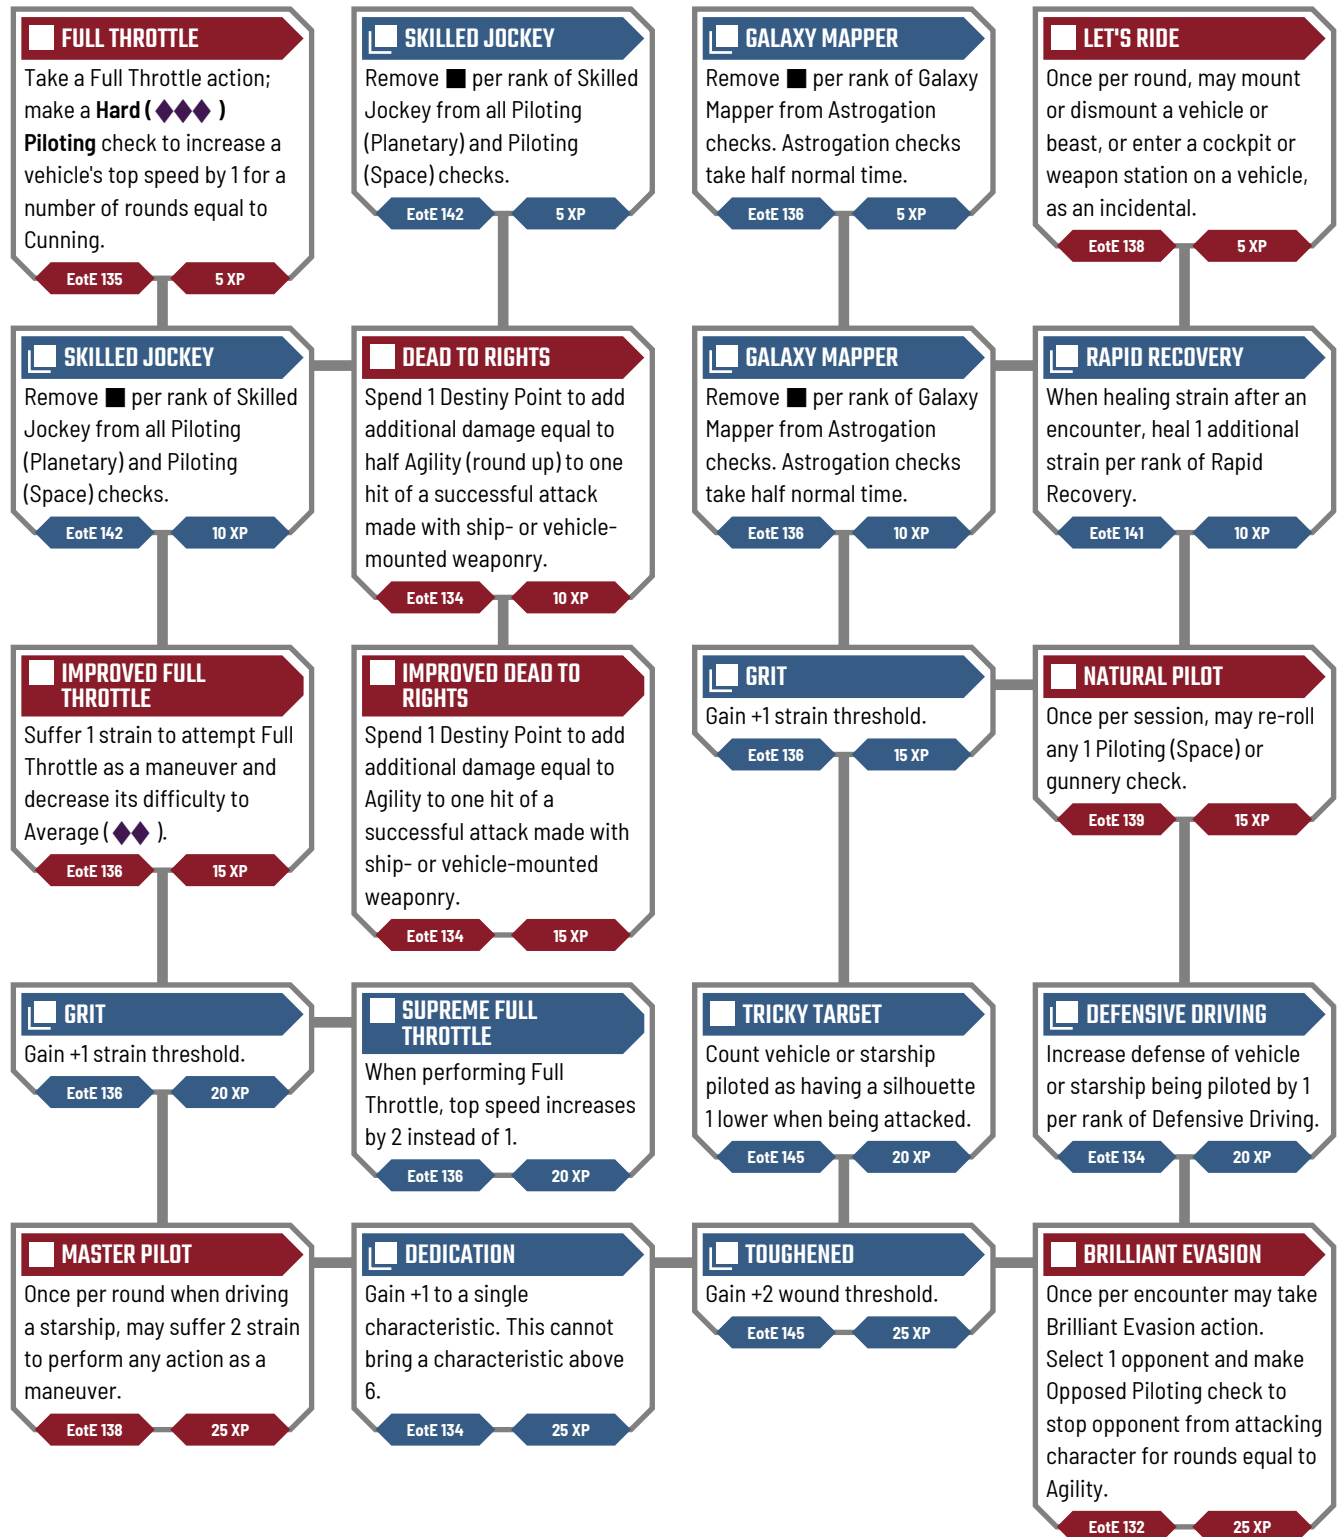 FULL THROTTLE
Take a Full Throttle action;
make a Hard (◆◆◆ )
Piloting check to increase a
vehicle's top speed by 1 for a
number of rounds equal to
Cunning.
EotE 135
5 XP
SKILLED JOCKEY
Remove ■ per rank of Skilled
Jockey from all Piloting
(Planetary) and Piloting
(Space) checks.
EotE 142
5 XP
GALAXY MAPPER
Remove ■ per rank of Galaxy
Mapper from Astrogation
checks. Astrogation checks
take half normal time.
EotE 136
5 XP
LET'S RIDE
Once per round, may mount
or dismount a vehicle or
beast, or enter a cockpit or
weapon station on a vehicle,
as an incidental.
EotE 138
5 XP
SKILLED JOCKEY
Remove ■ per rank of Skilled
Jockey from all Piloting
(Planetary) and Piloting
(Space) checks.
EotE 142
10 XP
DEAD TO RIGHTS
Spend 1 Destiny Point to add
additional damage equal to
half Agility (round up) to one
hit of a successful attack
made with ship- or vehicle-
mounted weaponry.
EotE 134
10 XP
GALAXY MAPPER
Remove ■ per rank of Galaxy
Mapper from Astrogation
checks. Astrogation checks
take half normal time.
EotE 136
10 XP
RAPID RECOVERY
When healing strain after an
encounter, heal 1 additional
strain per rank of Rapid
Recovery.
EotE 141
10 XP
IMPROVED FULL
THROTTLE
Suffer 1 strain to attempt Full
Throttle as a maneuver and
decrease its difficulty to
Average (◆◆ ).
EotE 136
15 XP
IMPROVED DEAD TO
RIGHTS
Spend 1 Destiny Point to add
additional damage equal to
Agility to one hit of a
successful attack made with
ship- or vehicle-mounted
weaponry.
EotE 134
15 XP
GRIT
Gain +1 strain threshold.
EotE 136
15 XP
NATURAL PILOT
Once per session, may re-roll
any 1 Piloting (Space) or
gunnery check.
EotE 139
15 XP
GRIT
Gain +1 strain threshold.
EotE 136
20 XP
SUPREME FULL
THROTTLE
When performing Full
Throttle, top speed increases
by 2 instead of 1.
EotE 136
20 XP
TRICKY TARGET
Count vehicle or starship
piloted as having a silhouette
1 lower when being attacked.
EotE 145
20 XP
DEFENSIVE DRIVING
Increase defense of vehicle
or starship being piloted by 1
per rank of Defensive Driving.
EotE 134
20 XP
MASTER PILOT
Once per round when driving
a starship, may suffer 2 strain
to perform any action as a
maneuver.
EotE 138
25 XP
DEDICATION
Gain +1 to a single
characteristic. This cannot
bring a characteristic above
6.
EotE 134
25 XP
TOUGHENED
Gain +2 wound threshold.
EotE 145
25 XP
BRILLIANT EVASION
Once per encounter may take
Brilliant Evasion action.
Select 1 opponent and make
Opposed Piloting check to
stop opponent from attacking
character for rounds equal to
Agility.
EotE 132
25 XP